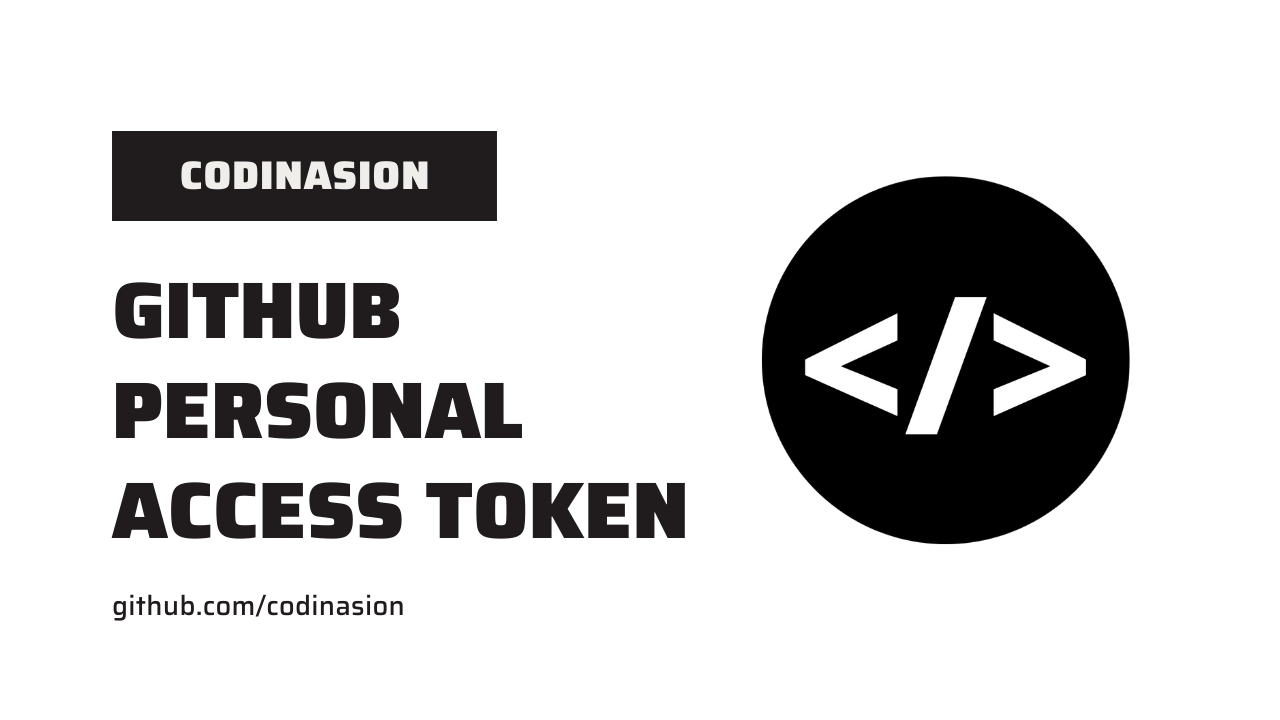 CODINASION
GITHUB
PERSONAL
ACCESS TOKEN
github.com/codinasion
</>